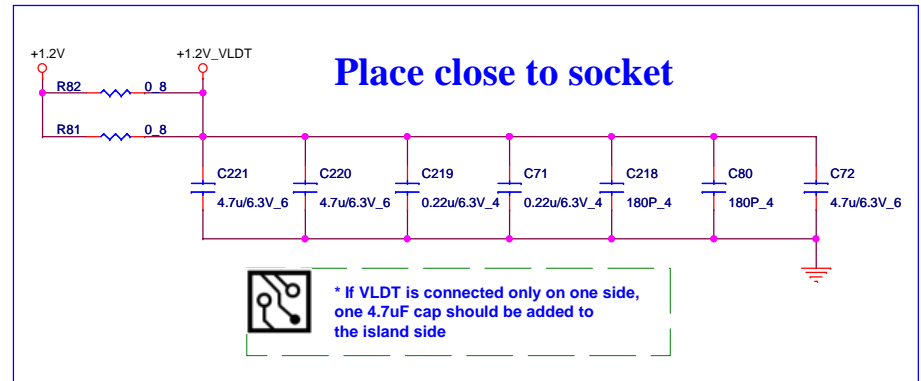 +1.2V
+1.2V_VLDT
Place close to socket
R82
0_8
R81
0_8
C221
C220
C219
C71
C218
C80
C72
4.7u/6.3V_6
4.7u/6.3V_6
0.22u/6.3V_4
0.22u/6.3V_4
180P_4
180P_4
4.7u/6.3V_6
* If VLDT is connected only on one side,
one 4.7uF cap should be added to
the island side